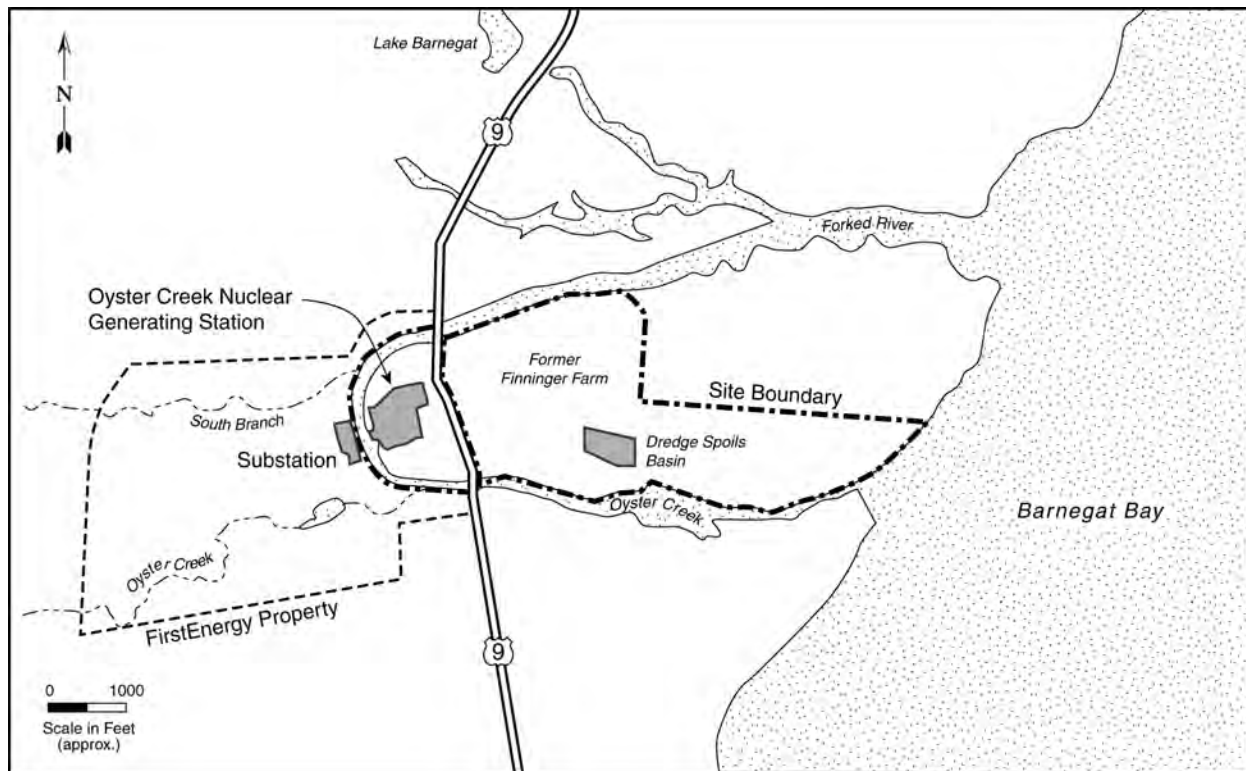 Lake Barnegat
N
9
Forked River
Oyster Creek Nuclear
Generating Station
Former
Finninger Farm
Site Boundary
South Branch
Substation
Dredge Spoils
Basin
Oyster Creek
Barnegat Bay
Oyster Creek
FirstEnergy Property
9
0 1000
Scale in Feet
(approx.)